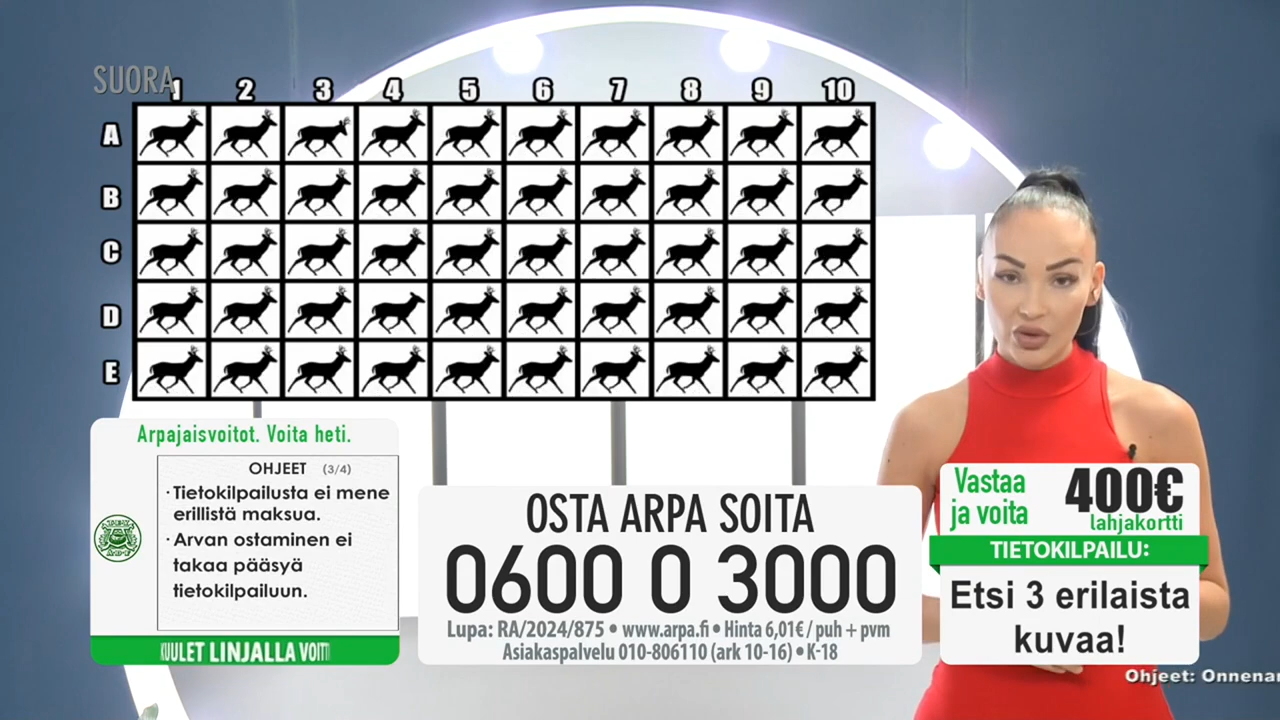 SUORA
1 2 3 4 5 6 7 8 9 10
A
B
C
D
E
Arpajaisvoitot. Voita heti.
OHJEET (3/4)
· Tietokilpailusta ei mene
erillistä maksua.
· Arvan ostaminen ei
takaa pääsyä
tietokilpailuun.
KUULET LINJALLA VOITT
OSTA ARPA SOITA
0600 0 3000
Lupa: RA/2024/875 • www.arpa.fi • Hinta 6,01€ / puh + pvm
Asiakaspalvelu 010-806110 (ark 10-16) • K-18
Vastaa
ja voita
400€
lahjakortti
TIETOKILPAILU:
Etsi 3 erilaista
kuvaa!
Ohjeet: Onnenar